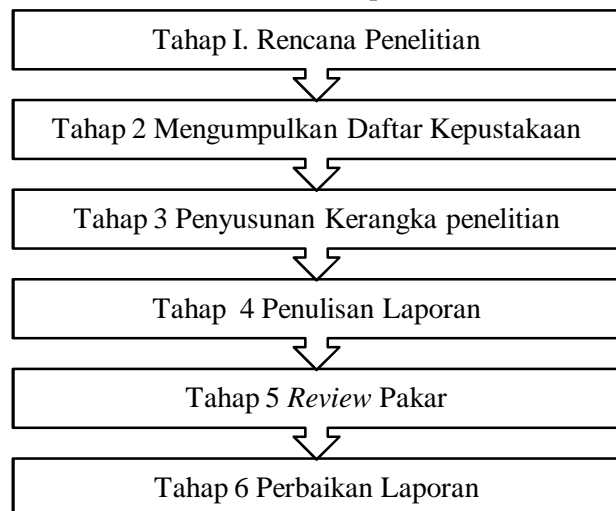 Tahap I. Rencana Penelitian
Tahap 2 Mengumpulkan Daftar Kepustakaan
Tahap 3 Penyusunan Kerangka penelitian
Tahap 4 Penulisan Laporan
Tahap 5 Review Pakar
Tahap 6 Perbaikan Laporan